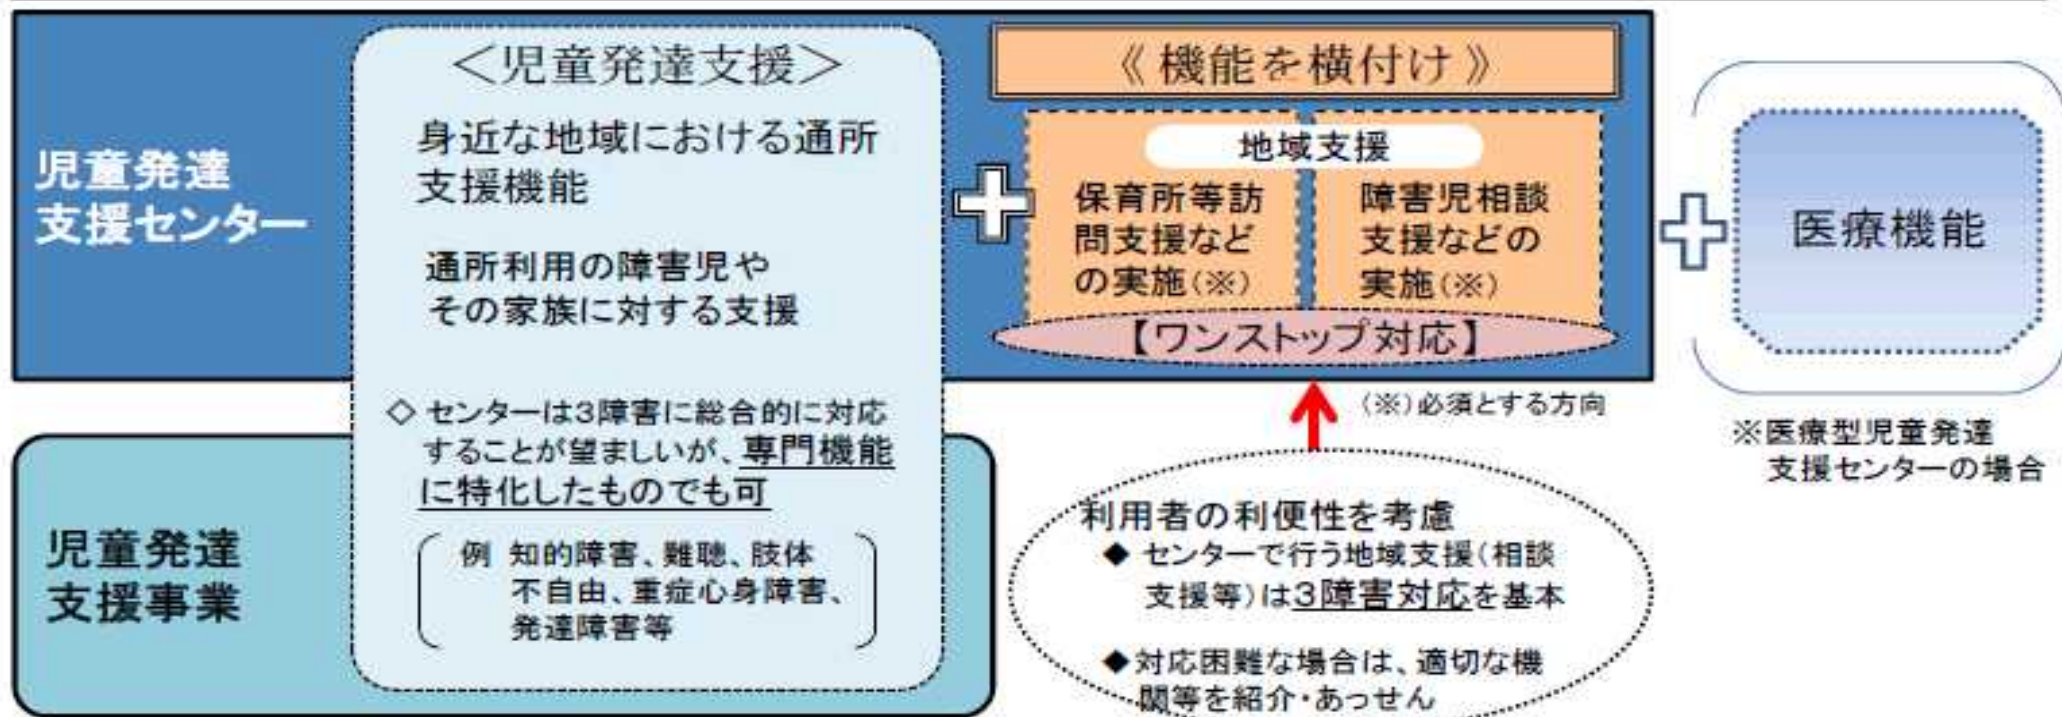 児童発達
支援センター
＜児童発達支援＞
身近な地域における通所
支援機能
通所利用の障害児や
その家族に対する支援
◇ センターは3障害に総合的に対応
することが望ましいが、専門機能
に特化したものでも可
例 知的障害、難聴、肢体
不自由、重症心身障害、
発達障害等
《 機能を横付け 》
地域支援
保育所等訪
問支援など
の実施(※)
障害児相談
支援などの
実施(※)
【ワンストップ対応】
(※)必須とする方向
医療機能
※医療型児童発達
支援センターの場合
児童発達
支援事業
利用者の利便性を考慮
◆ センターで行う地域支援(相談
支援等)は3障害対応を基本
◆対応困難な場合は、適切な機
関等を紹介・あっせん